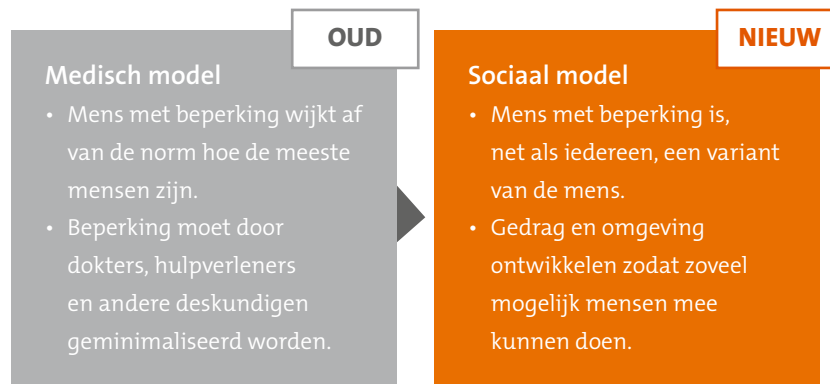 OUD
Medisch model
• Mens met beperking wijkt af
van de norm hoe de meeste
mensen zijn.
• Beperking moet door
dokters, hulpverleners
en andere deskundigen
geminimaliseerd worden.
NIEUW
Sociaal model
• Mens met beperking is,
net als iedereen, een variant
van de mens.
• Gedrag en omgeving
ontwikkelen zodat zoveel
mogelijk mensen mee
kunnen doen.